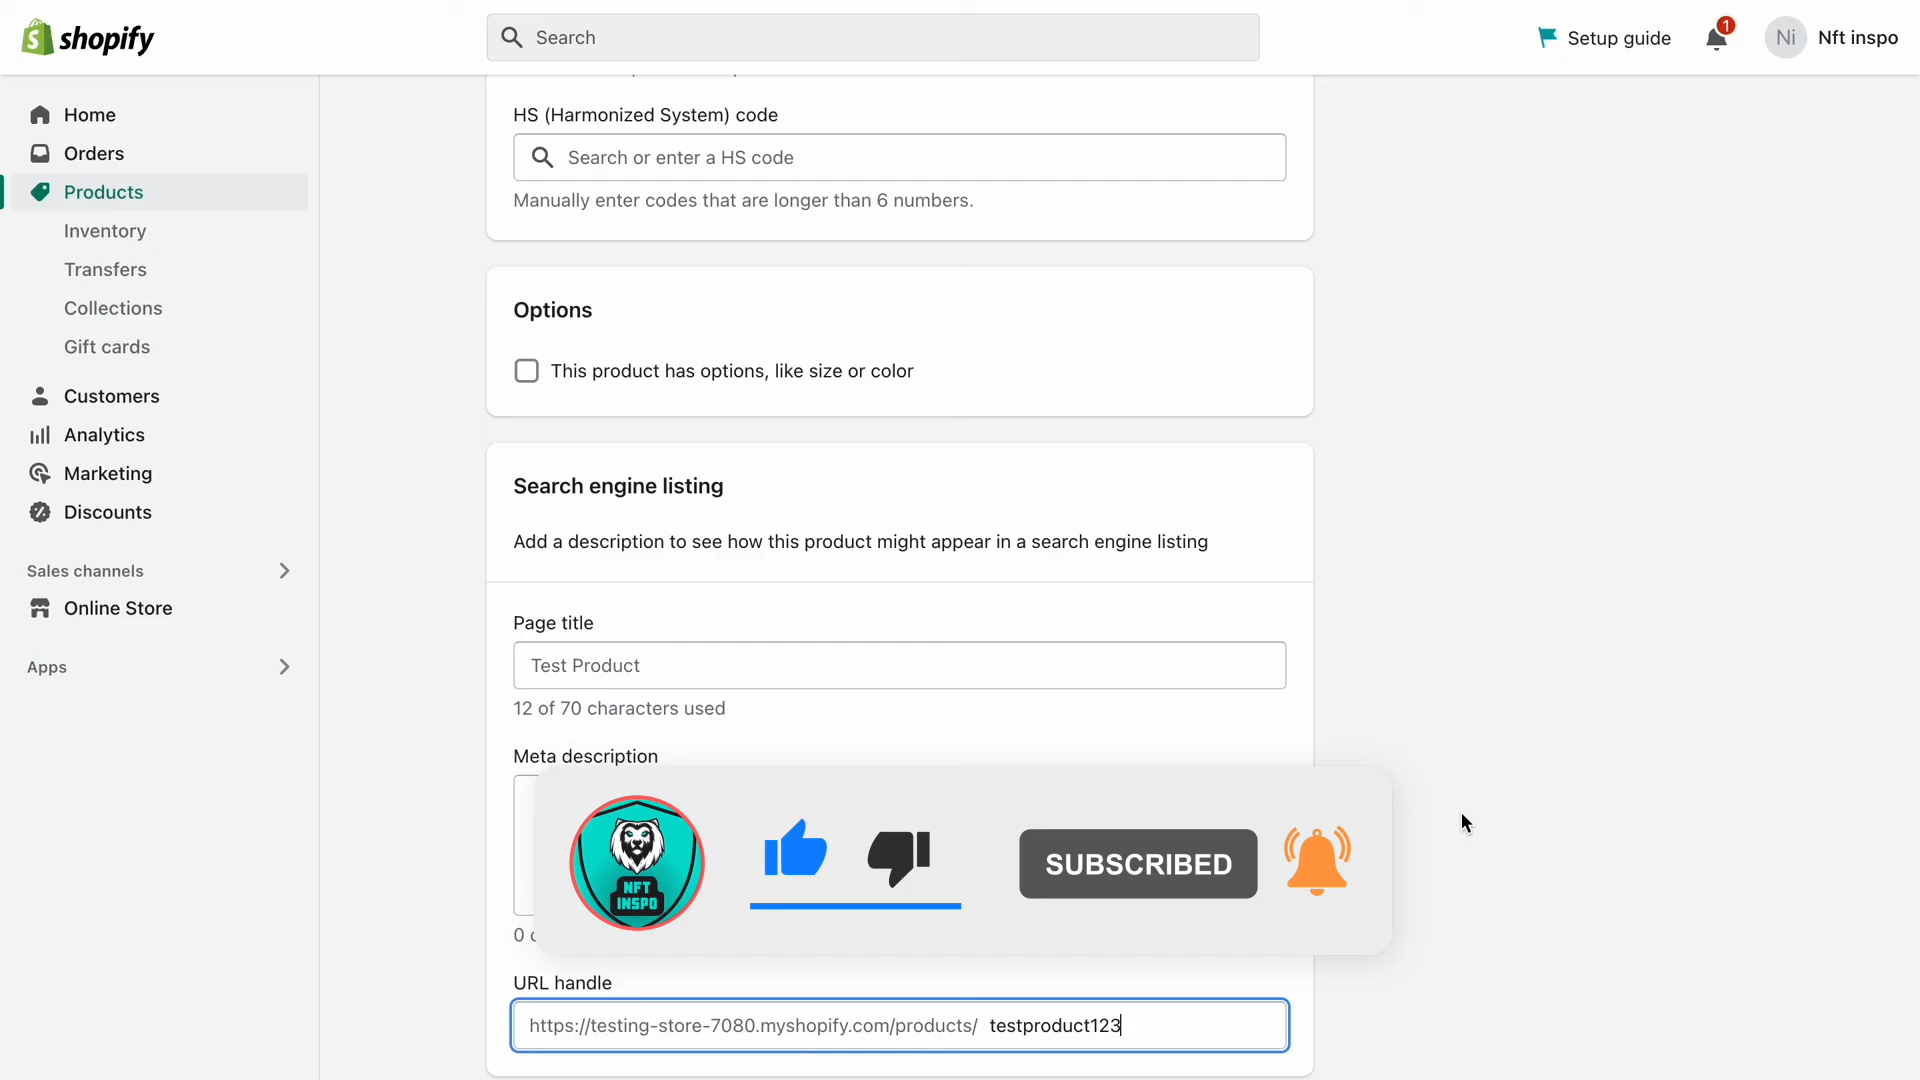 shopify
Search
Setup guide
1
Ni
Nft inspo
Home
Orders
Products
Inventory
Transfers
Collections
Gift cards
Customers
Analytics
Marketing
Discounts
Sales channels
Online Store
Apps
HS (Harmonized System) code
Search or enter a HS code
Manually enter codes that are longer than 6 numbers.
Options
This product has options, like size or color
Search engine listing
Add a description to see how this product might appear in a search engine listing
Page title
Test Product
12 of 70 characters used
Meta description
NFT
INSPO
SUBSCRIBED
0
URL handle
https://testing-store-7080.myshopify.com/products/ testproduct123